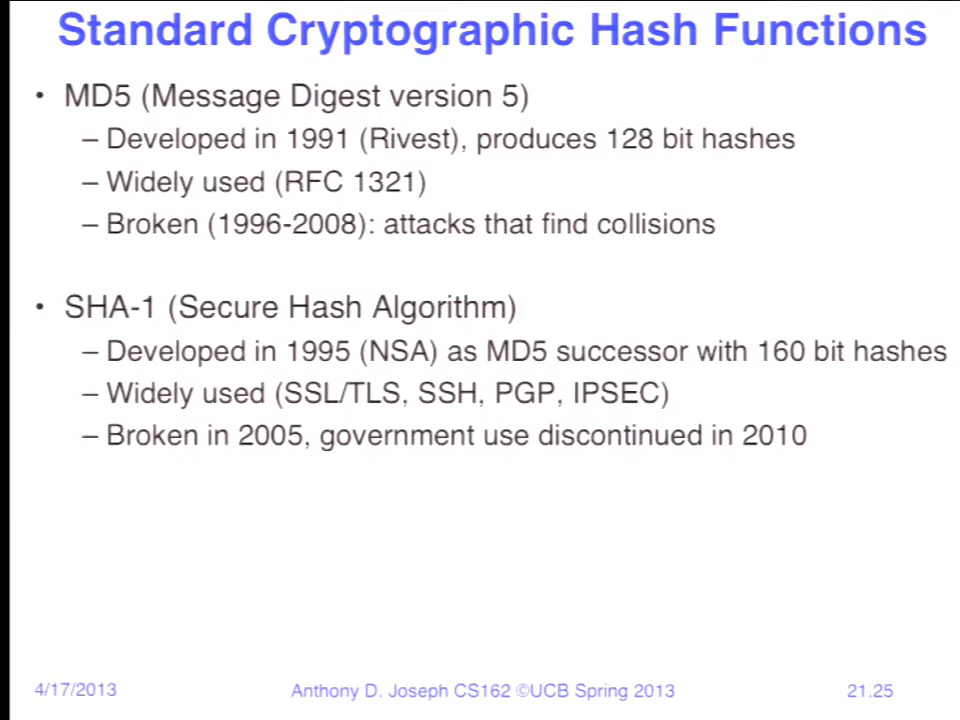 Standard Cryptographic Hash Functions
• MD5 (Message Digest version 5)
– Developed in 1991 (Rivest), produces 128 bit hashes
– Widely used (RFC 1321)
– Broken (1996-2008): attacks that find collisions
• SHA-1 (Secure Hash Algorithm)
– Developed in 1995 (NSA) as MD5 successor with 160 bit hashes
– Widely used (SSL/TLS, SSH, PGP, IPSEC)
– Broken in 2005, government use discontinued in 2010
4/17/2013
Anthony D. Joseph CS162 ©UCB Spring 2013
21.25